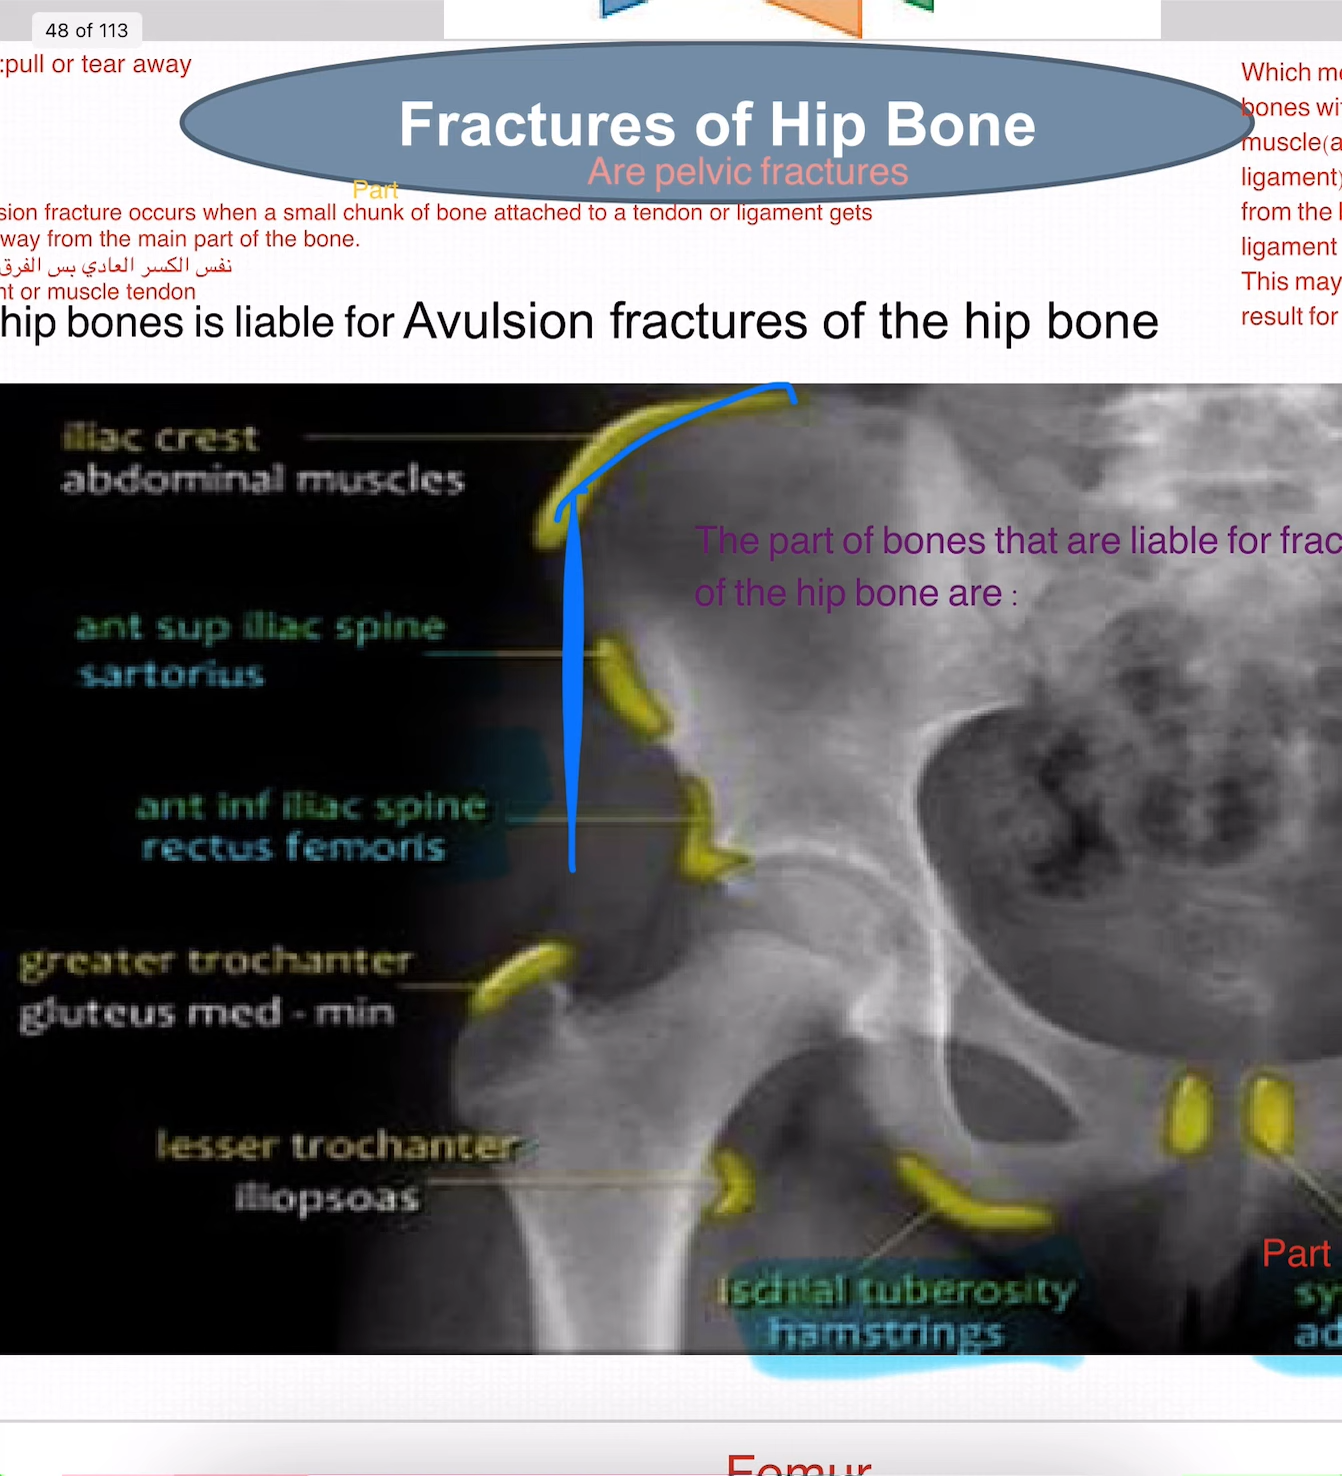 48 of 113
:pull or tear away
Fractures of Hip Bone
Are pelvic fractures
Part
sion fracture occurs when a small chunk of bone attached to a tendon or ligament gets
way from the main part of the bone.
نفس الكسر العادي بس الفرق
nt or muscle tendon
hip bones is liable for Avulsion fractures of the hip bone
Which me
bones wi
muscle(a
ligament)
from the l
ligament
This may
result for
iliac crest
abdominal muscles
The part of bones that are liable for frac
of the hip bone are :
ant sup iliac spine
sartorius
ant inf iliac spine
rectus femoris
greater trochanter
gluteus med - min
lesser trochanter
iliopsoas
ischial tuberosity
hamstrings
Part
sy
ad
Femur